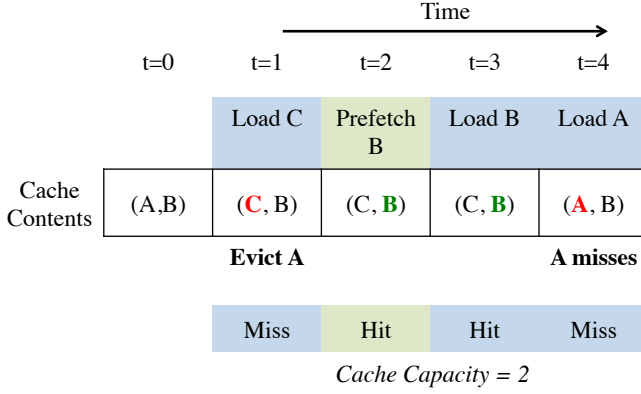 Time
t=0 t=1 t=2 t=3 t=4
Load C Prefetch B Load B Load A
Cache Contents (A,B) (C, B) (C, B) (C, B) (A, B)
Evict A A misses
Miss Hit Hit Miss
Cache Capacity = 2